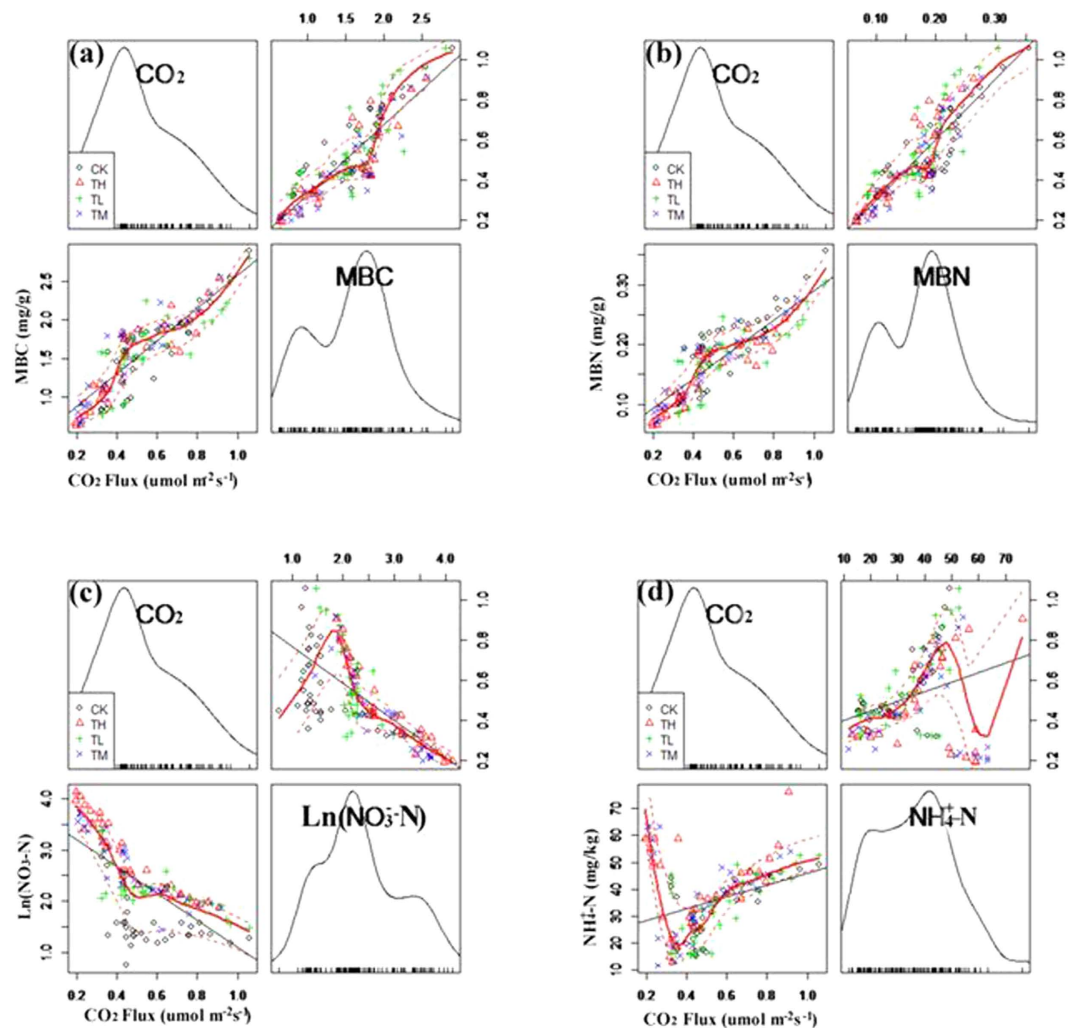 1.0 1.5 2.0 2.5
(a) CO₂
CK
TH
TL
TM
0.2 0.4 0.6 0.8 1.0
MBC (mg/g)
1.0 1.5 2.0 2.5
MBC
0.2 0.4 0.6 0.8 1.0
CO₂ Flux (umol m⁻²s⁻¹)
0.10 0.20 0.30
(b) CO₂
CK
TH
TL
TM
0.2 0.4 0.6 0.8 1.0
MBN (mg/g)
0.10 0.20 0.30
MBN
0.2 0.4 0.6 0.8 1.0
CO₂ Flux (umol m⁻²s⁻¹)
1.0 2.0 3.0 4.0
(c) CO₂
CK
TH
TL
TM
0.2 0.4 0.6 0.8 1.0
Ln(NO₃⁻-N)
1.0 2.0 3.0 4.0
Ln(NO₃⁻-N)
0.2 0.4 0.6 0.8 1.0
CO₂ Flux (umol m⁻²s⁻¹)
10 20 30 40 50 60 70
(d) CO₂
CK
TH
TL
TM
0.2 0.4 0.6 0.8 1.0
NH₄⁺-N (mg/kg)
10 20 30 40 50 60 70
NH₄⁺-N
0.2 0.4 0.6 0.8 1.0
CO₂ Flux (umol m⁻²s⁻¹)